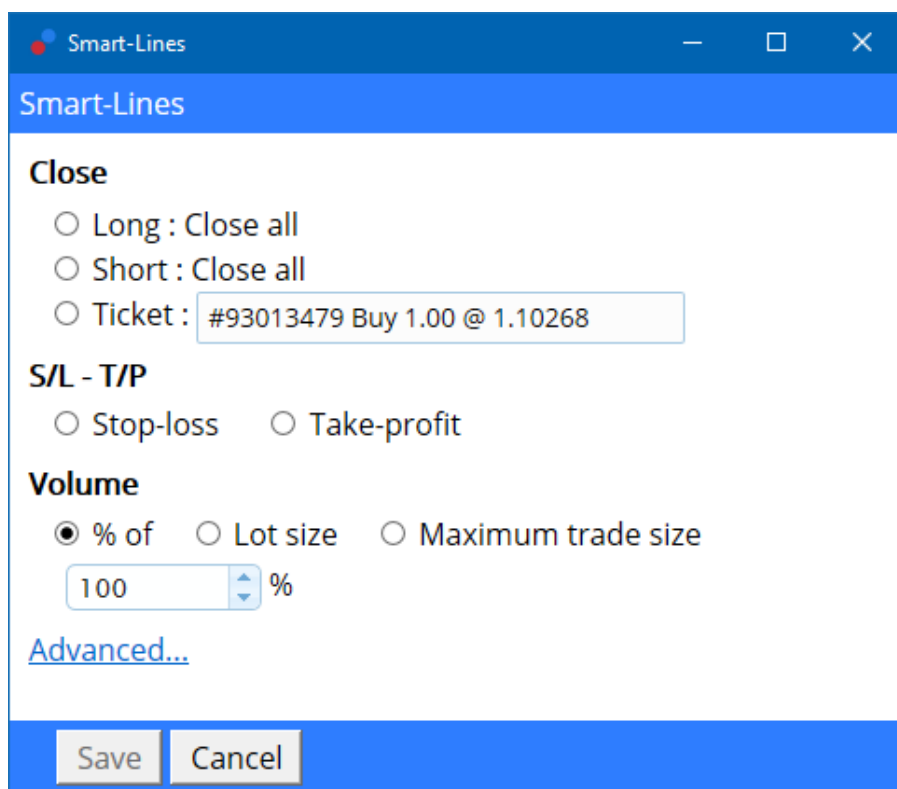 Smart-Lines
Smart-Lines
Close
Long : Close all
Short : Close all
Ticket : #93013479 Buy 1.00 @ 1.10268
S/L - T/P
Stop-loss Take-profit
Volume
% of Lot size Maximum trade size
100 %
Advanced...
Save Cancel